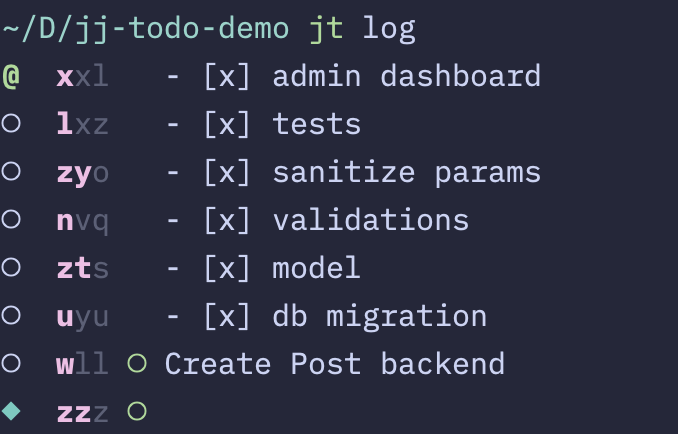 ~/D/jj-todo-demo jt log
@ xxl - [x] admin dashboard
○ lxz - [x] tests
○ zyo - [x] sanitize params
○ nvq - [x] validations
○ zts - [x] model
○ uyu - [x] db migration
○ wll ○ Create Post backend
◆ zzz ○